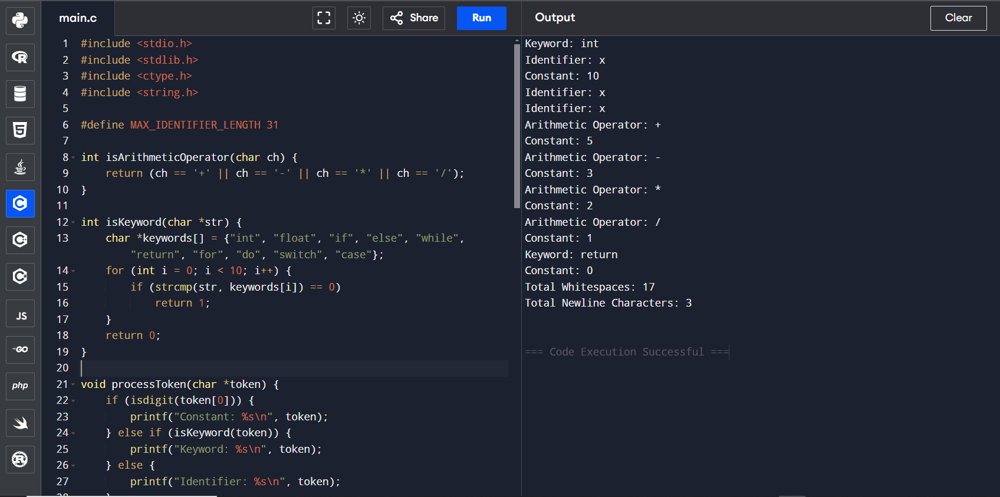 main.c
Share
Run
Output
Clear
R
5
C
C
C
JS
GO
php
R
1 #include <stdio.h>
2 #include <stdlib.h>
3 #include <ctype.h>
4 #include <string.h>
5
6 #define MAX_IDENTIFIER_LENGTH 31
7
8 int isArithmeticOperator(char ch) {
9     return (ch == '+' || ch == '-' || ch == '*' || ch == '/');
10 }
11
12 int isKeyword(char *str) {
13     char *keywords[] = {"int", "float", "if", "else", "while",
        "return", "for", "do", "switch", "case"};
14     for (int i = 0; i < 10; i++) {
15         if (strcmp(str, keywords[i]) == 0)
16             return 1;
17     }
18     return 0;
19 }
20
21 void processToken(char *token) {
22     if (isdigit(token[0])) {
23         printf("Constant: %s\n", token);
24     } else if (isKeyword(token)) {
25         printf("Keyword: %s\n", token);
26     } else {
27         printf("Identifier: %s\n", token);
28     }
Keyword: int
Identifier: x
Constant: 10
Identifier: x
Identifier: x
Arithmetic Operator: +
Constant: 5
Arithmetic Operator: -
Constant: 3
Arithmetic Operator: *
Constant: 2
Arithmetic Operator: /
Constant: 1
Keyword: return
Constant: 0
Total Whitespaces: 17
Total Newline Characters: 3
=== Code Execution Successful ===